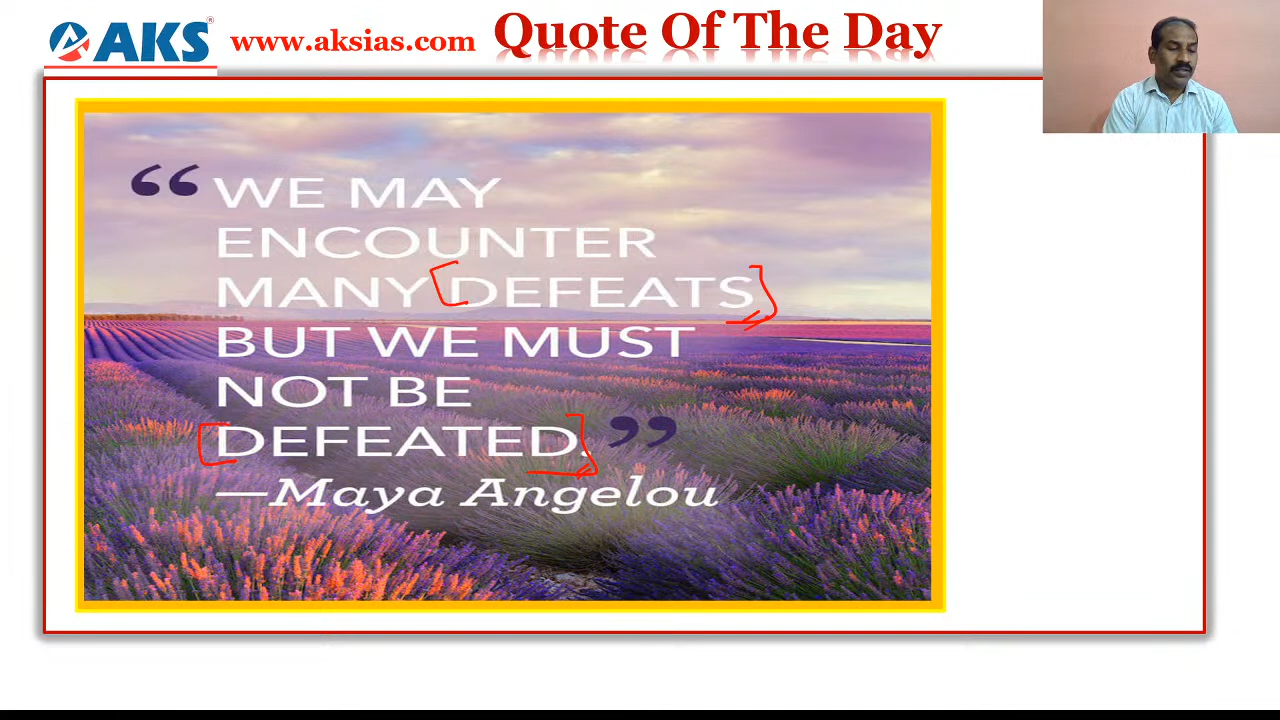 AKS®
www.aksias.com
Quote Of The Day
“WE MAY
ENCOUNTER
MANY DEFEATS
BUT WE MUST
NOT BE
DEFEATED.”
—Maya Angelou